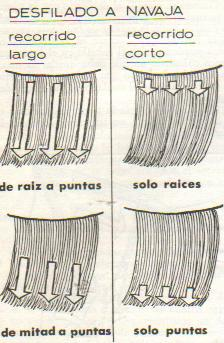 DESFILADO A NAVAJA
recorrido
largo
recorrido
corto
de raiz a puntas
solo raices
de mitad a puntas
solo puntas